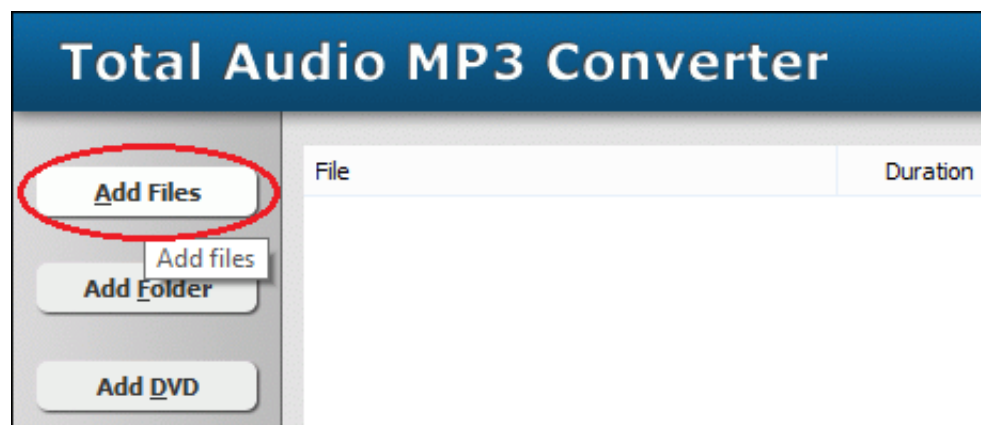 Total Audio MP3 Converter
File Duration
Add Files
Add files
Add Folder
Add DVD